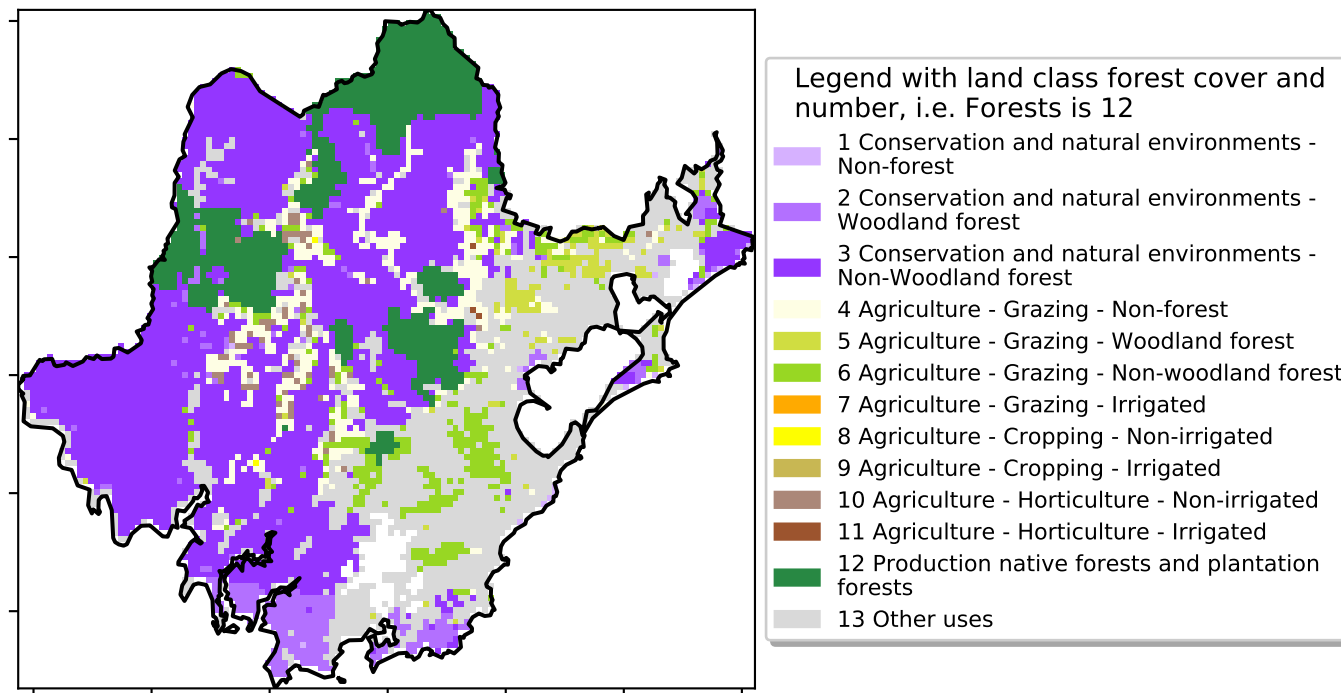 Legend with land class forest cover and
number, i.e. Forests is 12
1 Conservation and natural environments -
Non-forest
2 Conservation and natural environments -
Woodland forest
3 Conservation and natural environments -
Non-Woodland forest
4 Agriculture - Grazing - Non-forest
5 Agriculture - Grazing - Woodland forest
6 Agriculture - Grazing - Non-woodland forest
7 Agriculture - Grazing - Irrigated
8 Agriculture - Cropping - Non-irrigated
9 Agriculture - Cropping - Irrigated
10 Agriculture - Horticulture - Non-irrigated
11 Agriculture - Horticulture - Irrigated
12 Production native forests and plantation
forests
13 Other uses